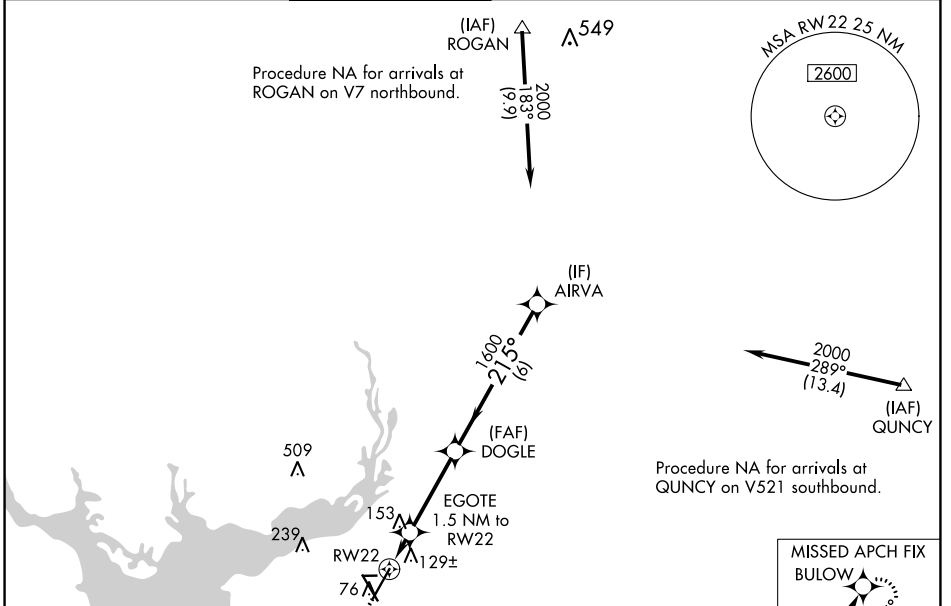 (IAF)
ROGAN
549
MSA RW 22 25 NM
2600
Procedure NA for arrivals at
ROGAN on V7 northbound.
2000
183°
(9.9)
(IF)
AIRVA
1600
215°
(6)
2000
289°
(13.4)
(IAF)
QUNCY
(FAF)
DOGLE
509
Procedure NA for arrivals at
QUNCY on V521 southbound.
EGOTE
1.5 NM to
RW22
153
239
RW22
129±
76
MISSED APCH FIX
BULOW